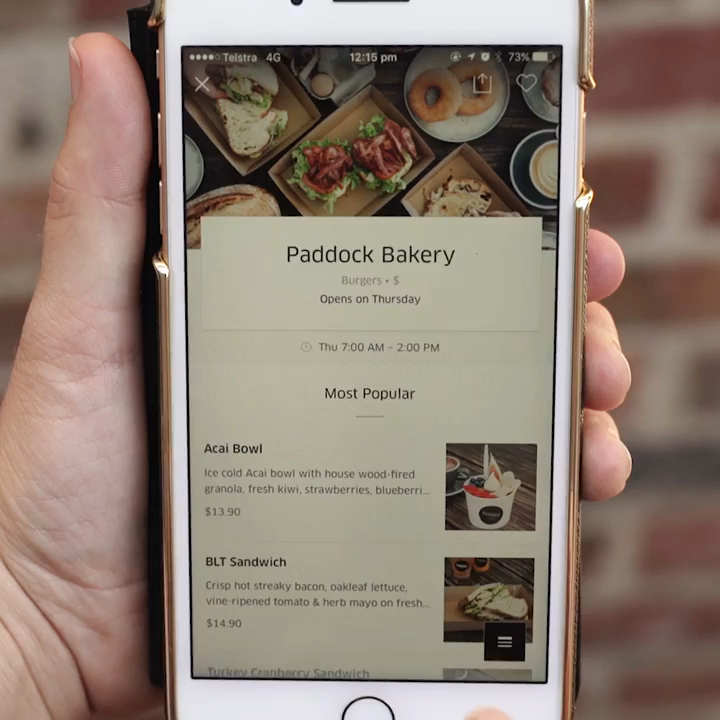 Telstra 4G 12:15 pm 73%
Paddock Bakery
Burgers • $
Opens on Thursday
Thu 7:00 AM – 2:00 PM
Most Popular
Acai Bowl
Ice cold Acai bowl with house wood-fired
granola, fresh kiwi, strawberries, blueberri...
$13.90
BLT Sandwich
Crisp hot streaky bacon, oakleaf lettuce,
vine-ripened tomato & herb mayo on fresh...
$14.90
Turkey Cranberry Sandwich